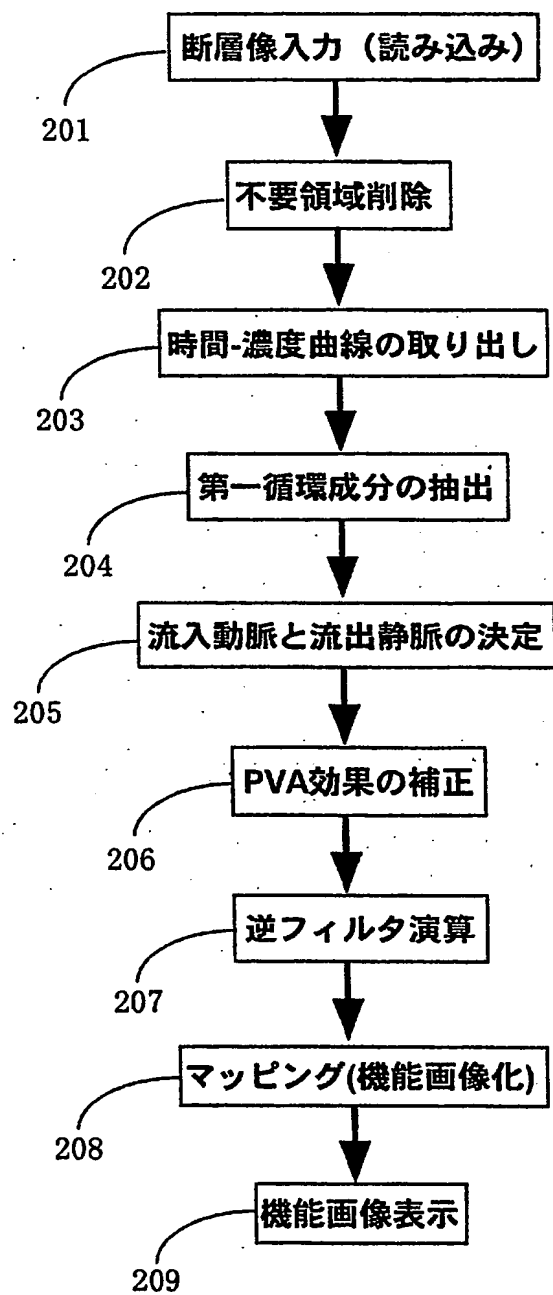 断層像入力（読み込み）
201
不要領域削除
202
時間-濃度曲線の取り出し
203
第一循環成分の抽出
204
流入動脈と流出静脈の決定
205
PVA効果の補正
206
逆フィルタ演算
207
マッピング(機能画像化)
208
機能画像表示
209